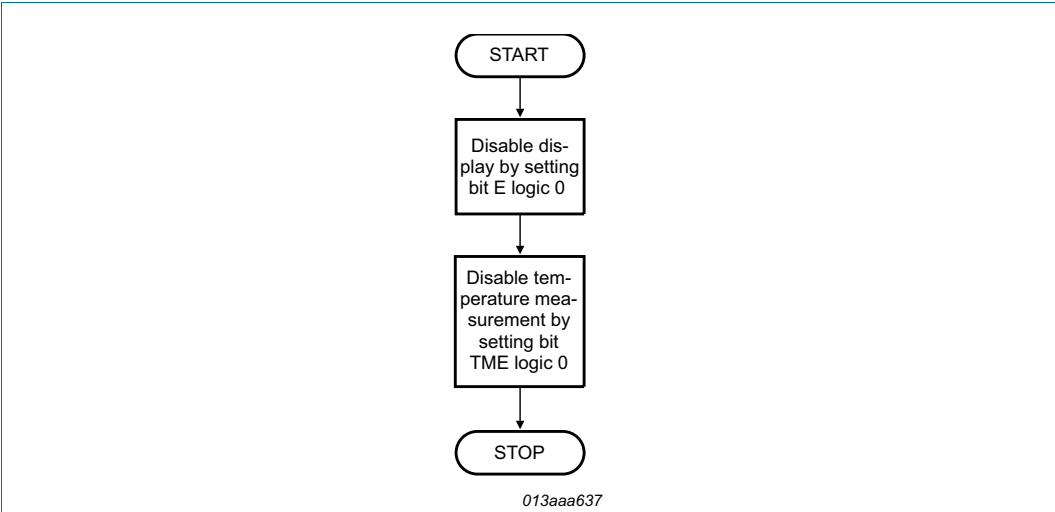 START
Disable dis-
play by setting
bit E logic 0
Disable tem-
perature mea-
surement by
setting bit
TME logic 0
STOP
013aaa637